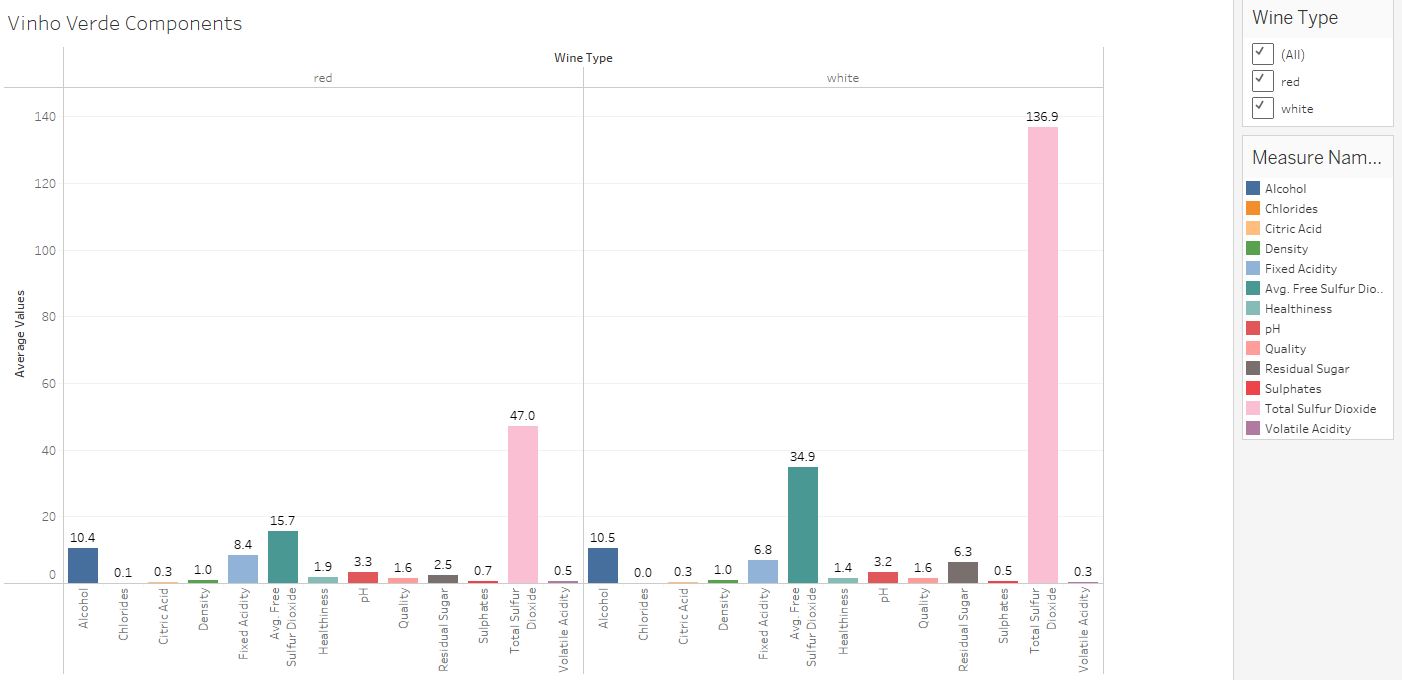 Vinho Verde Components
Wine Type
red
white
Average Values
140
120
100
80
60
40
20
0
10.4
0.1
0.3
1.0
8.4
15.7
1.9
3.3
1.6
2.5
0.7
47.0
0.5
10.5
0.0
0.3
1.0
6.8
34.9
1.4
3.2
1.6
6.3
0.5
136.9
0.3
Alcohol
Chlorides
Citric Acid
Density
Fixed Acidity
Avg. Free
Sulfur Dioxide
Healthiness
pH
Quality
Residual Sugar
Sulphates
Total Sulfur
Dioxide
Volatile Acidity
Alcohol
Chlorides
Citric Acid
Density
Fixed Acidity
Avg. Free
Sulfur Dioxide
Healthiness
pH
Quality
Residual Sugar
Sulphates
Total Sulfur
Dioxide
Volatile Acidity
Wine Type
(All)
red
white
Measure Nam...
Alcohol
Chlorides
Citric Acid
Density
Fixed Acidity
Avg. Free Sulfur Dio..
Healthiness
pH
Quality
Residual Sugar
Sulphates
Total Sulfur Dioxide
Volatile Acidity